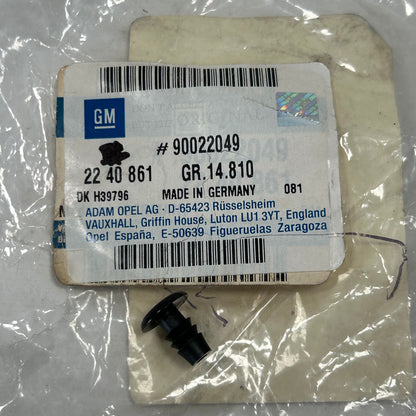 GM
# 90022049
22 40 861 GR.14.810
DK H39796 MADE IN GERMANY 081
ADAM OPEL AG · D-65423 Rüsselsheim
VAUXHALL, Griffin House, Luton LU1 3YT, England
Opel España, E-50639 Figueruelas Zaragoza